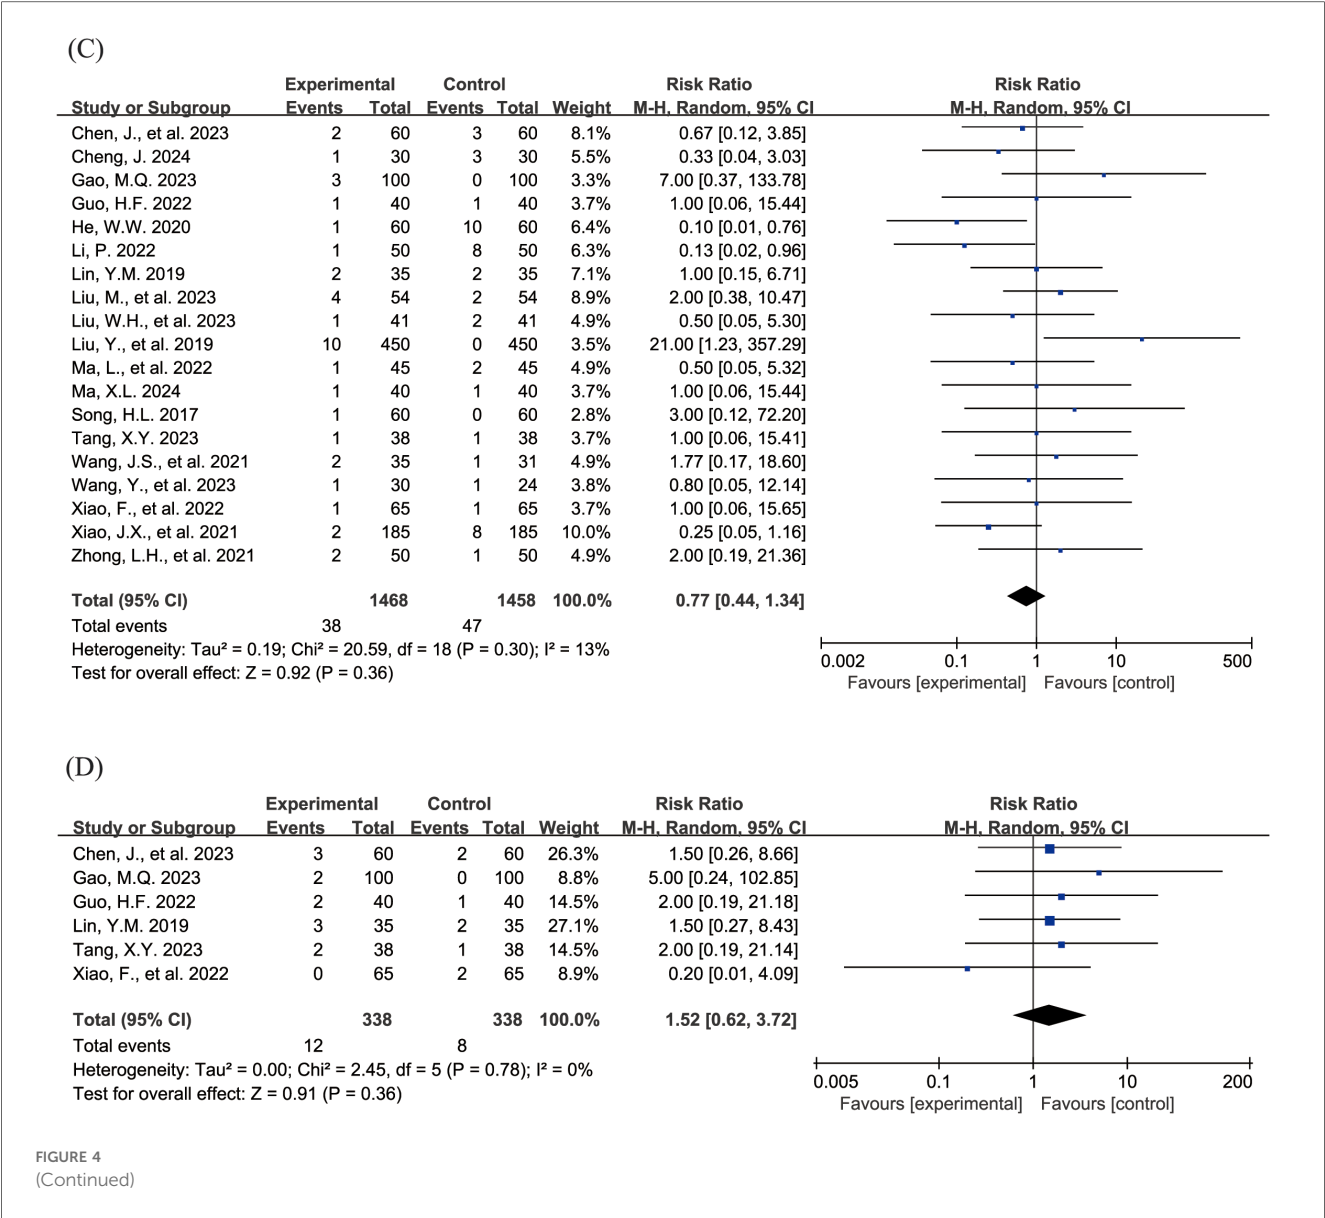 (C)
Experimental Control Risk Ratio Risk Ratio
Study or Subgroup Events Total Events Total Weight M-H, Random, 95% CI M-H, Random, 95% CI
Chen, J., et al. 2023 2 60 3 60 8.1% 0.67 [0.12, 3.85]
Cheng, J. 2024 1 30 3 30 5.5% 0.33 [0.04, 3.03]
Gao, M.Q. 2023 3 100 0 100 3.3% 7.00 [0.37, 133.78]
Guo, H.F. 2022 1 40 1 40 3.7% 1.00 [0.06, 15.44]
He, W.W. 2020 1 60 10 60 6.4% 0.10 [0.01, 0.76]
Li, P. 2022 1 50 8 50 6.3% 0.13 [0.02, 0.96]
Lin, Y.M. 2019 2 35 2 35 7.1% 1.00 [0.15, 6.71]
Liu, M., et al. 2023 4 54 2 54 8.9% 2.00 [0.38, 10.47]
Liu, W.H., et al. 2023 1 41 2 41 4.9% 0.50 [0.05, 5.30]
Liu, Y., et al. 2019 10 450 0 450 3.5% 21.00 [1.23, 357.29]
Ma, L., et al. 2022 1 45 2 45 4.9% 0.50 [0.05, 5.32]
Ma, X.L. 2024 1 40 1 40 3.7% 1.00 [0.06, 15.44]
Song, H.L. 2017 1 60 0 60 2.8% 3.00 [0.12, 72.20]
Tang, X.Y. 2023 1 38 1 38 3.7% 1.00 [0.06, 15.41]
Wang, J.S., et al. 2021 2 35 1 31 4.9% 1.77 [0.17, 18.60]
Wang, Y., et al. 2023 1 30 1 24 3.8% 0.80 [0.05, 12.14]
Xiao, F., et al. 2022 1 65 1 65 3.7% 1.00 [0.06, 15.65]
Xiao, J.X., et al. 2021 2 185 8 185 10.0% 0.25 [0.05, 1.16]
Zhong, L.H., et al. 2021 2 50 1 50 4.9% 2.00 [0.19, 21.36]
Total (95% CI) 1468 1458 100.0% 0.77 [0.44, 1.34]
Total events 38 47
Heterogeneity: Tau² = 0.19; Chi² = 20.59, df = 18 (P = 0.30); I² = 13%
Test for overall effect: Z = 0.92 (P = 0.36)
0.002 0.1 1 10 500
Favours [experimental] Favours [control]
(D)
Experimental Control Risk Ratio Risk Ratio
Study or Subgroup Events Total Events Total Weight M-H, Random, 95% CI M-H, Random, 95% CI
Chen, J., et al. 2023 3 60 2 60 26.3% 1.50 [0.26, 8.66]
Gao, M.Q. 2023 2 100 0 100 8.8% 5.00 [0.24, 102.85]
Guo, H.F. 2022 2 40 1 40 14.5% 2.00 [0.19, 21.18]
Lin, Y.M. 2019 3 35 2 35 27.1% 1.50 [0.27, 8.43]
Tang, X.Y. 2023 2 38 1 38 14.5% 2.00 [0.19, 21.14]
Xiao, F., et al. 2022 0 65 2 65 8.9% 0.20 [0.01, 4.09]
Total (95% CI) 338 338 100.0% 1.52 [0.62, 3.72]
Total events 12 8
Heterogeneity: Tau² = 0.00; Chi² = 2.45, df = 5 (P = 0.78); I² = 0%
Test for overall effect: Z = 0.91 (P = 0.36)
0.005 0.1 1 10 200
Favours [experimental] Favours [control]
FIGURE 4
(Continued)